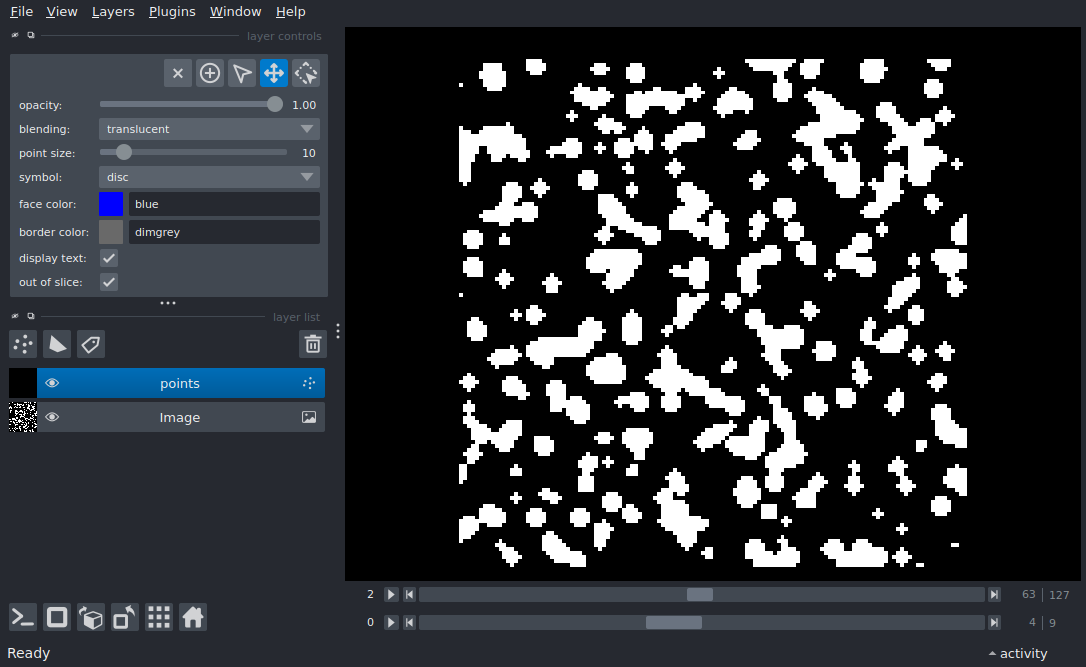 File View Layers Plugins Window Help
layer controls
opacity: 1.00
blending: translucent
point size: 10
symbol: disc
face color: blue
border color: dimgrey
display text:
out of slice:
layer list
points
Image
2 63 127
0 4 9
Ready activity